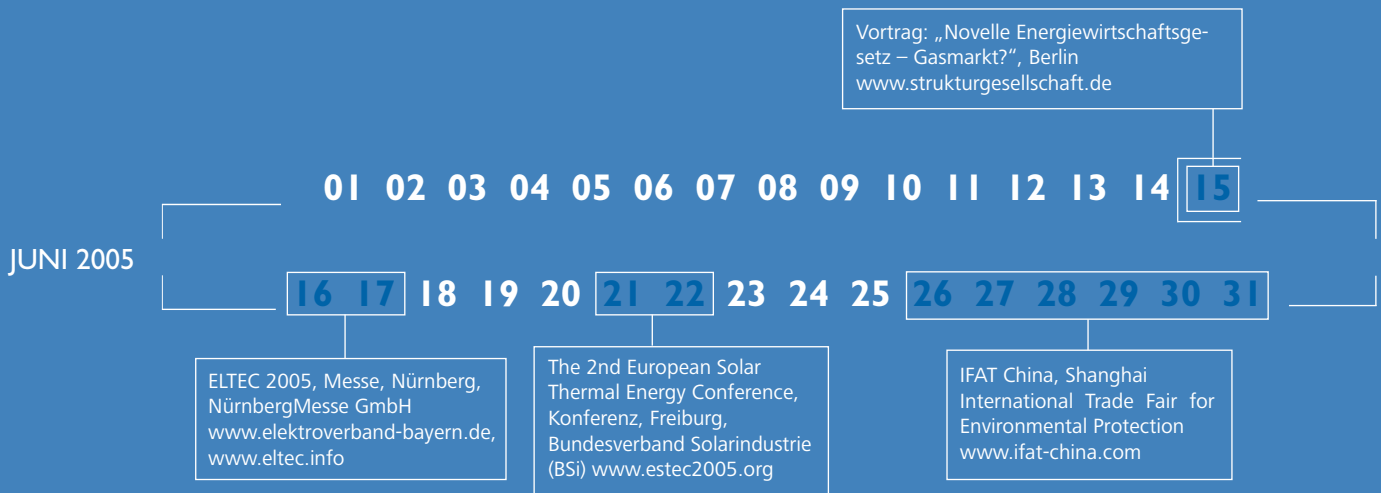 Vortrag: „Novelle Energiewirtschaftsge-
setz – Gasmarkt?“, Berlin
www.strukturgesellschaft.de
01 02 03 04 05 06 07 08 09 10 11 12 13 14 15
JUNI 2005
16 17 18 19 20 21 22 23 24 25 26 27 28 29 30 31
ELTEC 2005, Messe, Nürnberg,
NürnbergMesse GmbH
www.elektroverband-bayern.de,
www.eltec.info
The 2nd European Solar
Thermal Energy Conference,
Konferenz, Freiburg,
Bundesverband Solarindustrie
(BSi) www.estec2005.org
IFAT China, Shanghai
International Trade Fair for
Environmental Protection
www.ifat-china.com